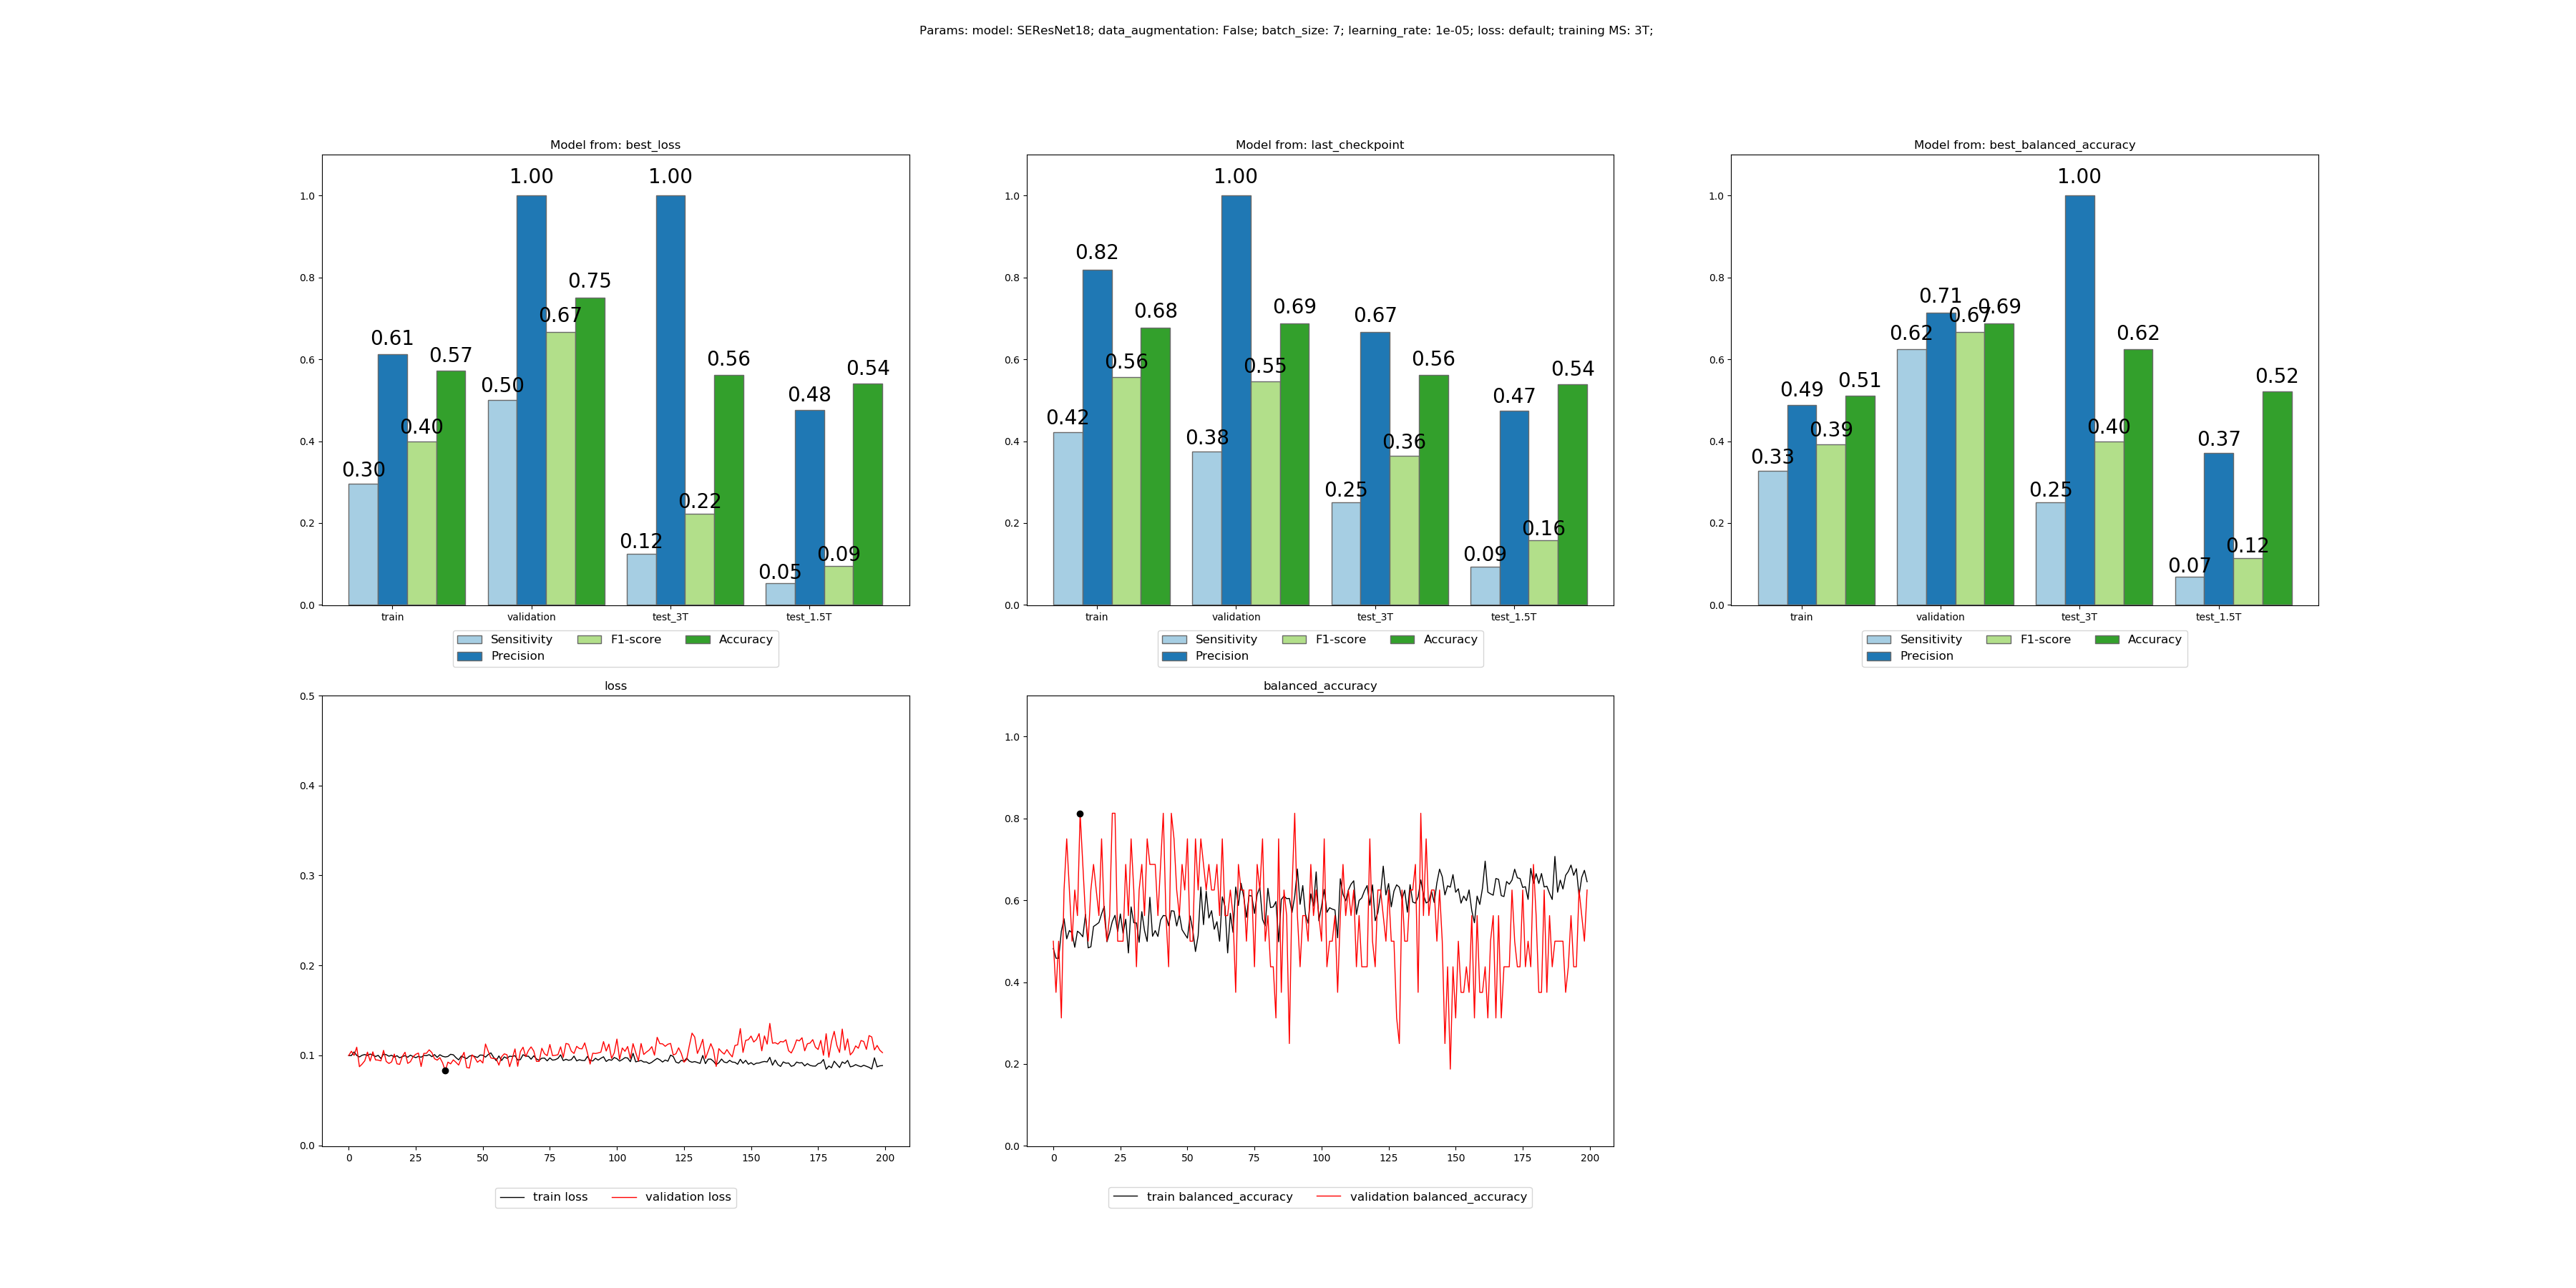 Params: model: SEResNet18; data_augmentation: False; batch_size: 7; learning_rate: 1e-05; loss: default; training MS: 3T;
Model from: best_loss
1.0
0.8
0.6
0.4
0.2
0.0
0.30 0.61 0.40 0.57
0.50 1.00 0.67 0.75
0.12 1.00 0.22 0.56
0.05 0.48 0.09 0.54
train validation test_3T test_1.5T
Sensitivity F1-score Accuracy
Precision
Model from: last_checkpoint
1.0
0.8
0.6
0.4
0.2
0.0
0.42 0.82 0.56 0.68
0.38 1.00 0.55 0.69
0.25 0.67 0.36 0.56
0.09 0.47 0.16 0.54
train validation test_3T test_1.5T
Sensitivity F1-score Accuracy
Precision
Model from: best_balanced_accuracy
1.0
0.8
0.6
0.4
0.2
0.0
0.33 0.49 0.39 0.51
0.62 0.71 0.67 0.69
0.25 1.00 0.40 0.62
0.07 0.37 0.12 0.52
train validation test_3T test_1.5T
Sensitivity F1-score Accuracy
Precision
loss
0.5
0.4
0.3
0.2
0.1
0.0
0 25 50 75 100 125 150 175 200
train loss validation loss
balanced_accuracy
1.0
0.8
0.6
0.4
0.2
0.0
0 25 50 75 100 125 150 175 200
train balanced_accuracy validation balanced_accuracy